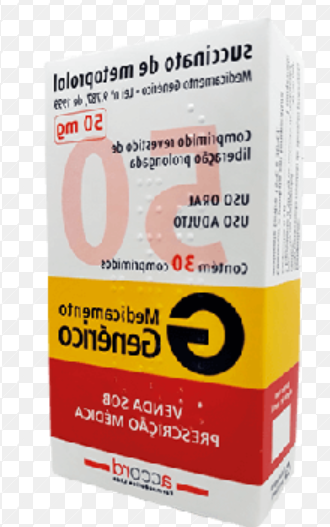 succinato de metoprolol
Medicamento Genérico - Lei nº 9.787, de 1999
50 mg
50
Comprimido revestido de
liberação prolongada
USO ORAL
USO ADULTO
Contém 30 comprimidos
G
Medicamento
Genérico
VENDA SOB
PRESCRIÇÃO MÉDICA
accord